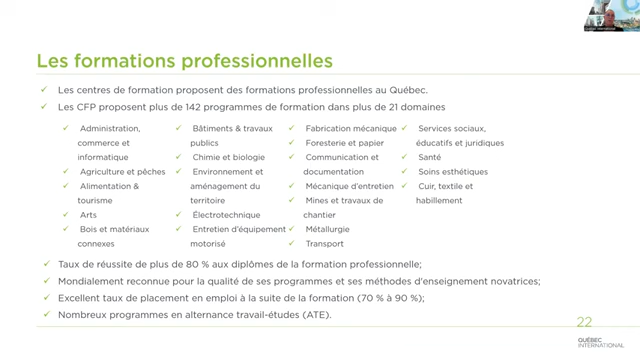 Les formations professionnelles
Les centres de formation proposent des formations professionnelles au Québec.
Les CFP proposent plus de 142 programmes de formation dans plus de 21 domaines
Administration,
commerce et
informatique
Agriculture et pêches
Alimentation &
tourisme
Arts
Bois et matériaux
connexes
Bâtiments & travaux
publics
Chimie et biologie
Environnement et
aménagement du
territoire
Électrotechnique
Entretien d'équipement
motorisé
Fabrication mécanique
Foresterie et papier
Communication et
documentation
Mécanique d'entretien
Mines et travaux de
chantier
Métallurgie
Transport
Services sociaux,
éducatifs et juridiques
Santé
Soins esthétiques
Cuir, textile et
habillement
Taux de réussite de plus de 80 % aux diplômes de la formation professionnelle;
Mondialement reconnue pour la qualité de ses programmes et ses méthodes d'enseignement novatrices;
Excellent taux de placement en emploi à la suite de la formation (70 % à 90 %);
Nombreux programmes en alternance travail-études (ATE).
22
QUÉBEC
INTERNATIONAL